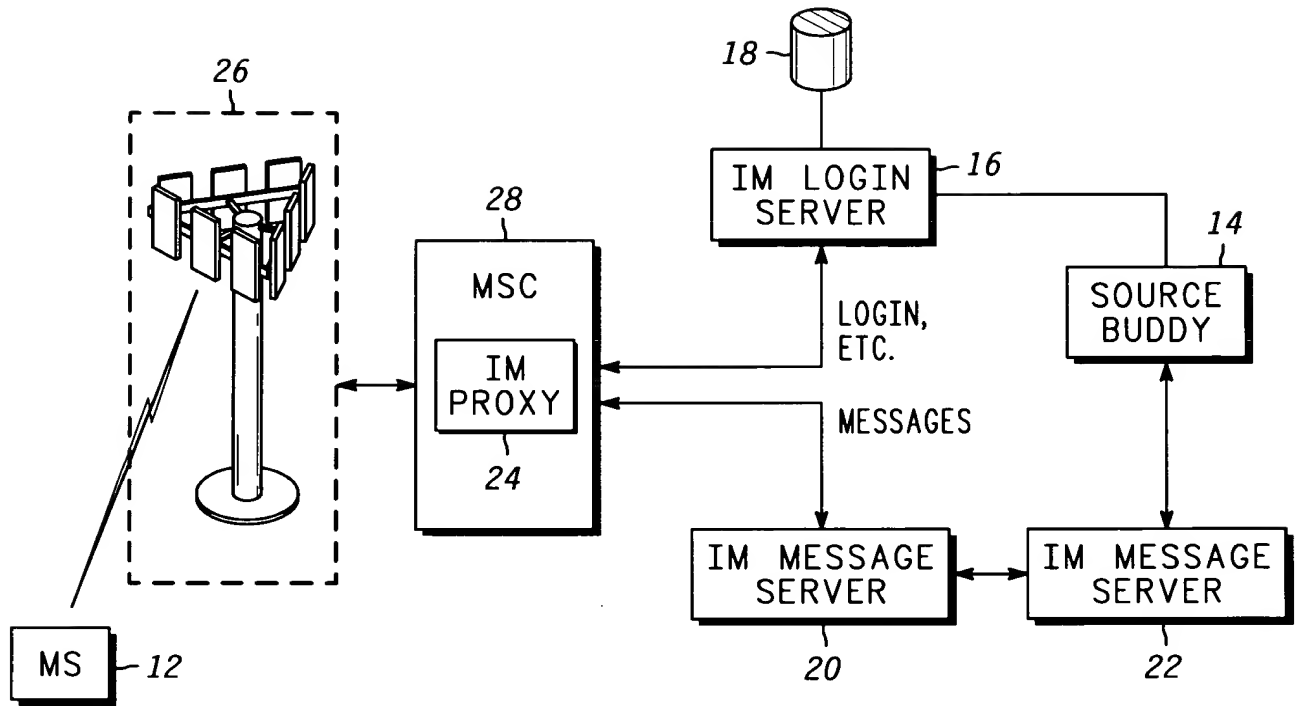 18
26
IM LOGIN
SERVER
16
28
MSC
14
SOURCE
BUDDY
LOGIN,
ETC.
IM
PROXY
24
MESSAGES
IM MESSAGE
SERVER
20
IM MESSAGE
SERVER
22
MS
12